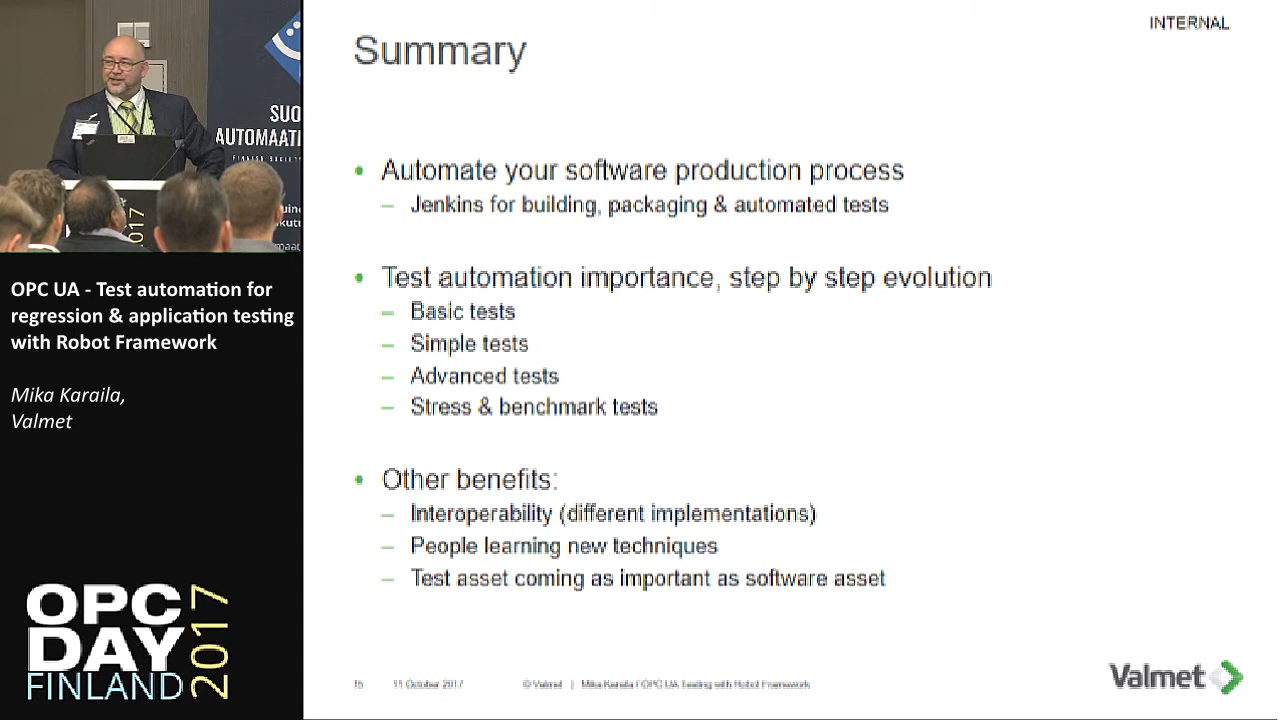 INTERNAL
Summary
• Automate your software production process
– Jenkins for building, packaging & automated tests
• Test automation importance, step by step evolution
– Basic tests
– Simple tests
– Advanced tests
– Stress & benchmark tests
• Other benefits:
– Interoperability (different implementations)
– People learning new techniques
– Test asset coming as important as software asset
15 11 October 2017 © Valmet | Mika Karaila / OPC UA Testing with Robot Framework
Valmet
SUO
AUTOMAAT
2017
OPC UA - Test automation for
regression & application testing
with Robot Framework
Mika Karaila,
Valmet
OPC
DAY
FINLAND
2017